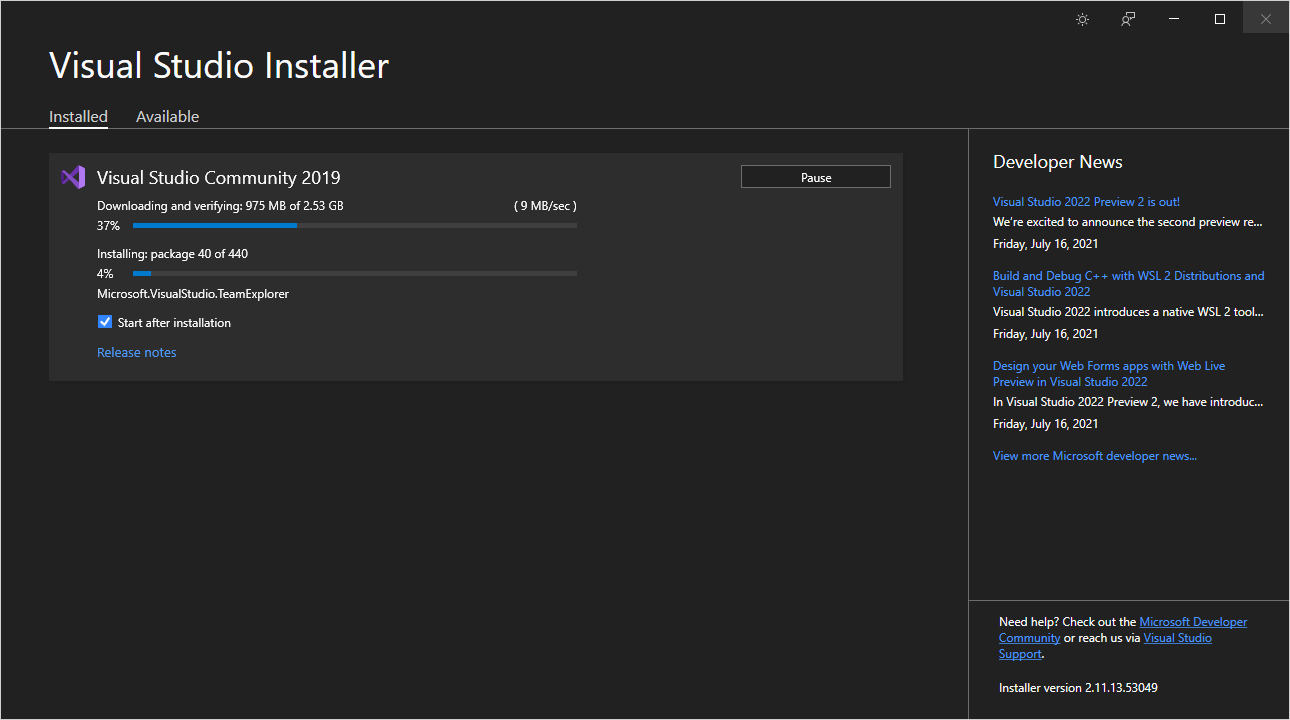 Visual Studio Installer
Installed Available
Visual Studio Community 2019
Pause
Downloading and verifying: 975 MB of 2.53 GB ( 9 MB/sec )
37%
Installing: package 40 of 440
4%
Microsoft.VisualStudio.TeamExplorer
Start after installation
Release notes
Developer News
Visual Studio 2022 Preview 2 is out!
We're excited to announce the second preview re...
Friday, July 16, 2021
Build and Debug C++ with WSL 2 Distributions and
Visual Studio 2022
Visual Studio 2022 introduces a native WSL 2 tool...
Friday, July 16, 2021
Design your Web Forms apps with Web Live
Preview in Visual Studio 2022
In Visual Studio 2022 Preview 2, we have introduc...
Friday, July 16, 2021
View more Microsoft developer news...
Need help? Check out the Microsoft Developer
Community or reach us via Visual Studio
Support.
Installer version 2.11.13.53049